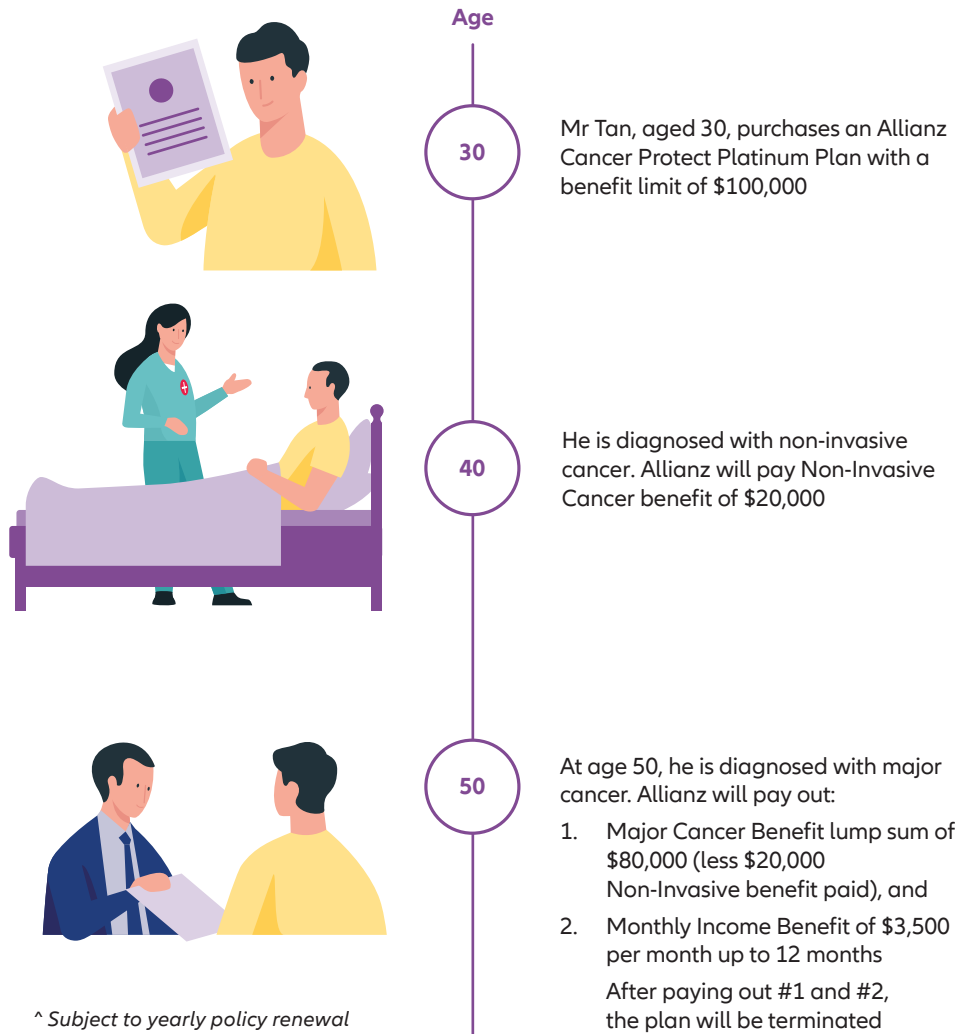 Age
30
Mr Tan, aged 30, purchases an Allianz
Cancer Protect Platinum Plan with a
benefit limit of $100,000
40
He is diagnosed with non-invasive
cancer. Allianz will pay Non-Invasive
Cancer benefit of $20,000
50
At age 50, he is diagnosed with major
cancer. Allianz will pay out:
1. Major Cancer Benefit lump sum of
$80,000 (less $20,000
Non-Invasive benefit paid), and
2. Monthly Income Benefit of $3,500
per month up to 12 months
After paying out #1 and #2,
the plan will be terminated
^ Subject to yearly policy renewal